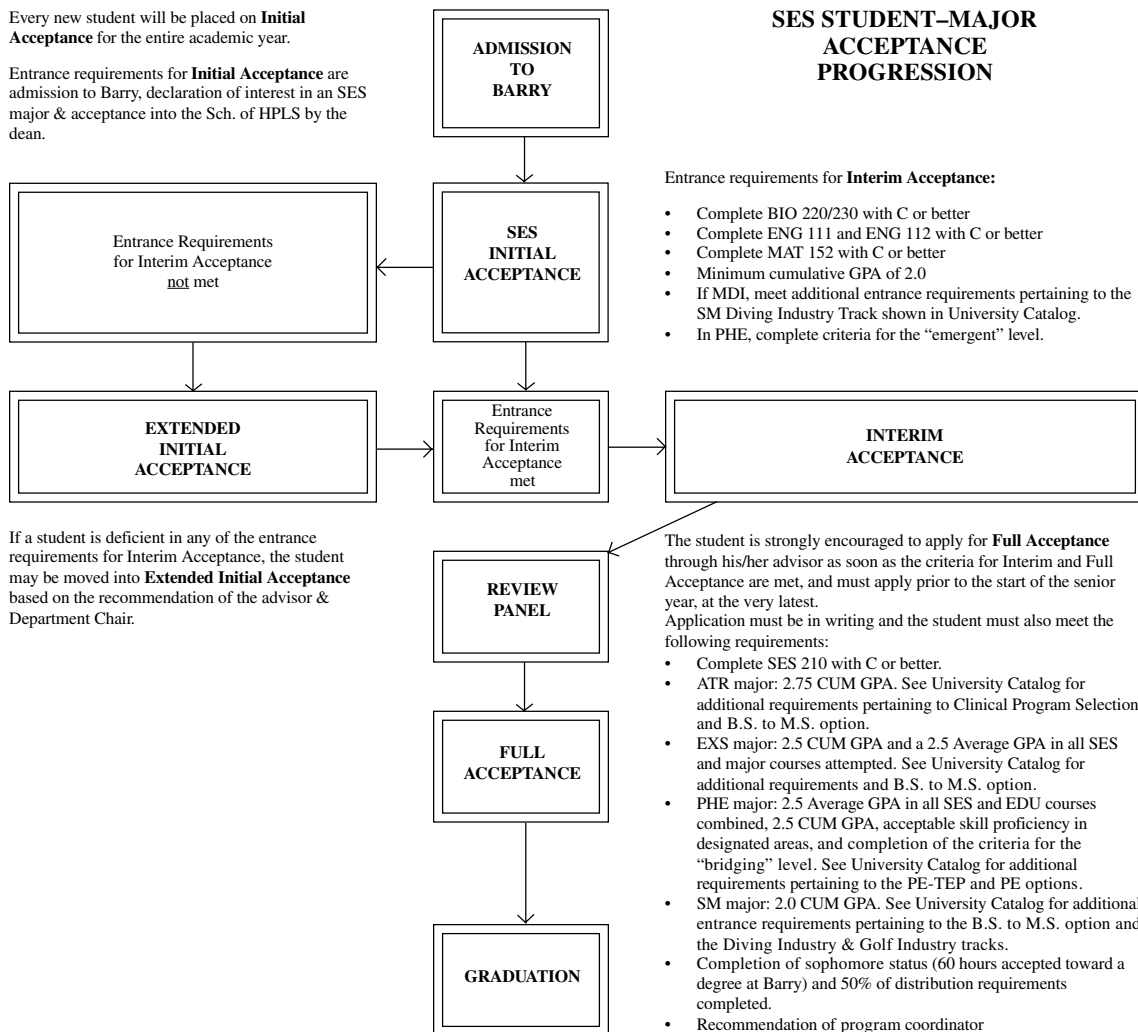 Every new student will be placed on Initial
Acceptance for the entire academic year.
Entrance requirements for Initial Acceptance are
admission to Barry, declaration of interest in an SES
major & acceptance into the Sch. of HPLS by the
dean.
ADMISSION
TO
BARRY
SES STUDENT–MAJOR
ACCEPTANCE
PROGRESSION
Entrance Requirements
for Interim Acceptance
not met
SES
INITIAL
ACCEPTANCE
Entrance requirements for Interim Acceptance:
• Complete BIO 220/230 with C or better
• Complete ENG 111 and ENG 112 with C or better
• Complete MAT 152 with C or better
• Minimum cumulative GPA of 2.0
• If MDI, meet additional entrance requirements pertaining to the
SM Diving Industry Track shown in University Catalog.
• In PHE, complete criteria for the “emergent” level.
EXTENDED
INITIAL
ACCEPTANCE
Entrance
Requirements
for Interim
Acceptance
met
INTERIM
ACCEPTANCE
If a student is deficient in any of the entrance
requirements for Interim Acceptance, the student
may be moved into Extended Initial Acceptance
based on the recommendation of the advisor &
Department Chair.
REVIEW
PANEL
FULL
ACCEPTANCE
GRADUATION
The student is strongly encouraged to apply for Full Acceptance
through his/her advisor as soon as the criteria for Interim and Full
Acceptance are met, and must apply prior to the start of the senior
year, at the very latest.
Application must be in writing and the student must also meet the
following requirements:
• Complete SES 210 with C or better.
• ATR major: 2.75 CUM GPA. See University Catalog for
additional requirements pertaining to Clinical Program Selection
and B.S. to M.S. option.
• EXS major: 2.5 CUM GPA and a 2.5 Average GPA in all SES
and major courses attempted. See University Catalog for
additional requirements and B.S. to M.S. option.
• PHE major: 2.5 Average GPA in all SES and EDU courses
combined, 2.5 CUM GPA, acceptable skill proficiency in
designated areas, and completion of the criteria for the
“bridging” level. See University Catalog for additional
requirements pertaining to the PE-TEP and PE options.
• SM major: 2.0 CUM GPA. See University Catalog for additional
entrance requirements pertaining to the B.S. to M.S. option and
the Diving Industry & Golf Industry tracks.
• Completion of sophomore status (60 hours accepted toward a
degree at Barry) and 50% of distribution requirements
completed.
• Recommendation of program coordinator